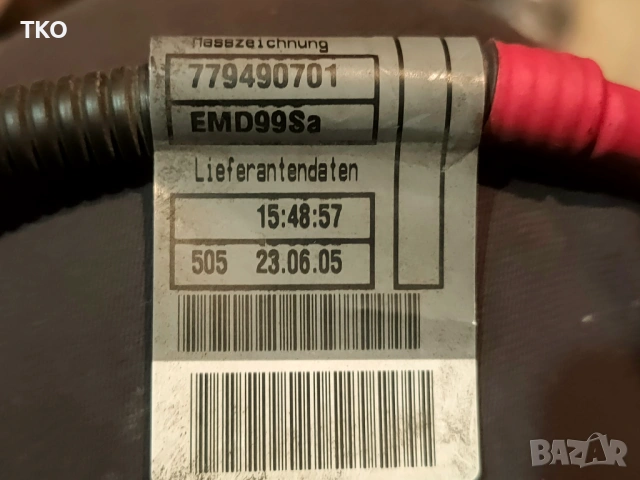 TKO
Masszeichnung
779490701
EMD99Sa
Lieferantendaten
15:48:57
505 23.06.05
BAZAR